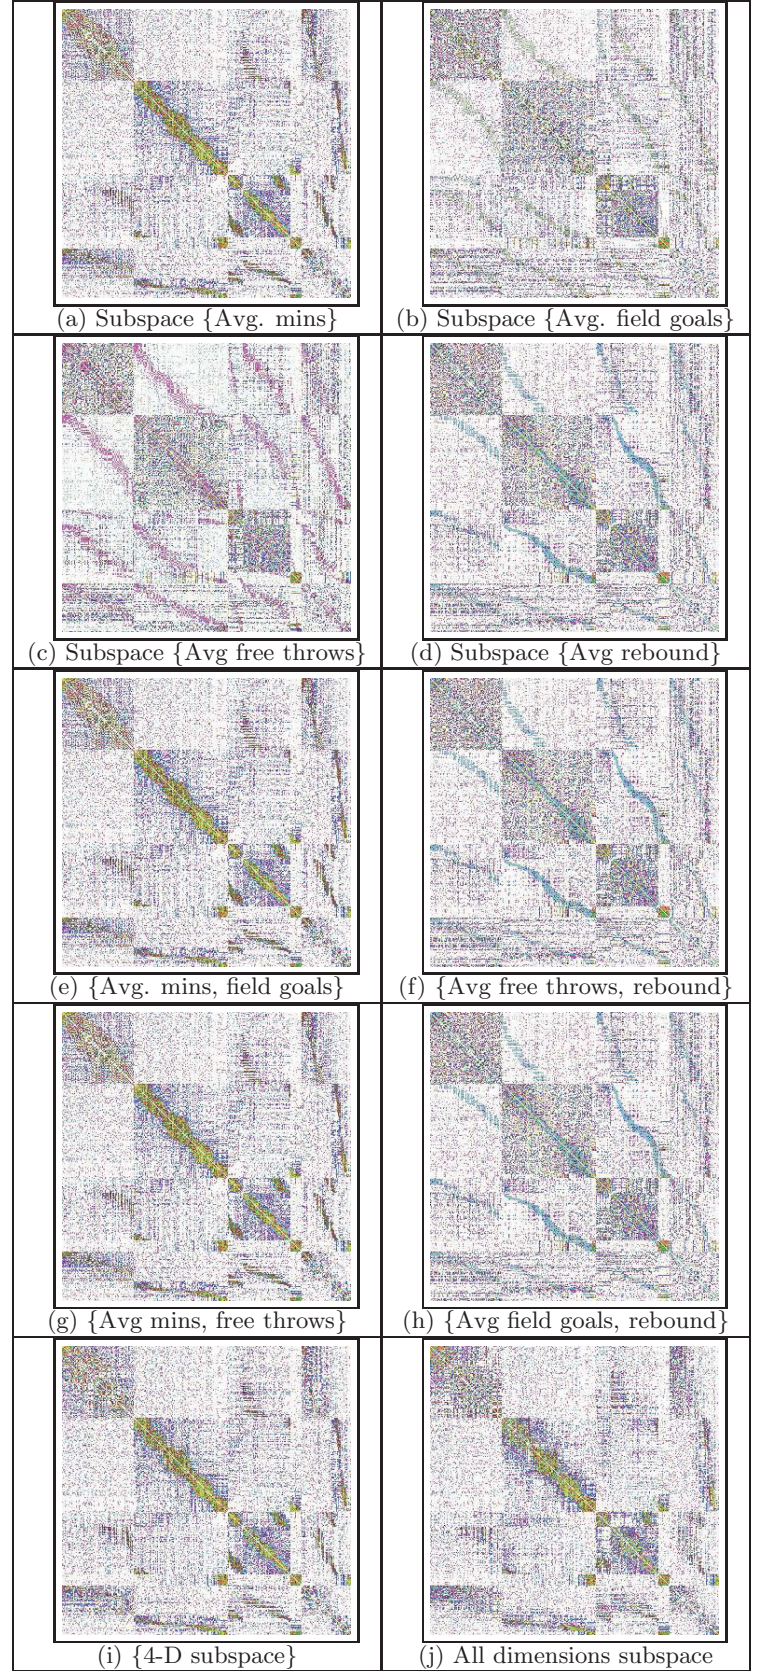 (a) Subspace {Avg. mins}
(b) Subspace {Avg. field goals}
(c) Subspace {Avg free throws}
(d) Subspace {Avg rebound}
(e) {Avg. mins, field goals}
(f) {Avg free throws, rebound}
(g) {Avg mins, free throws}
(h) {Avg field goals, rebound}
(i) {4-D subspace}
(j) All dimensions subspace